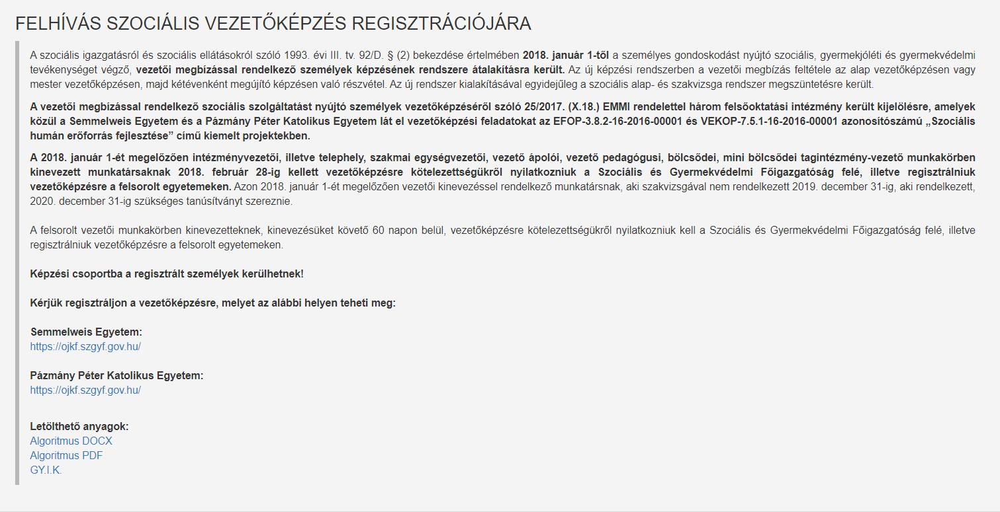 FELHÍVÁS SZOCIÁLIS VEZETŐKÉPZÉS REGISZTRÁCIÓJÁRA
A szociális igazgatásról és szociális ellátásokról szóló 1993. évi III. tv. 92/D. § (2) bekezdése értelmében 2018. január 1-től a személyes gondoskodást nyújtó szociális, gyermekjóléti és gyermekvédelmi
tevékenységet végző, vezetői megbízással rendelkező személyek képzésének rendszere átalakításra került. Az új képzési rendszerben a vezetői megbízás feltétele az alap vezetőképzésen vagy
mester vezetőképzésen, majd kétévenként megújító képzésen való részvétel. Az új rendszer kialakításával egyidejűleg a szociális alap- és szakvizsga rendszer megszüntetésre került.
A vezetői megbízással rendelkező szociális szolgáltatást nyújtó személyek vezetőképzéséről szóló 25/2017. (X.18.) EMMI rendelettel három felsőoktatási intézmény került kijelölésre, amelyek
közül a Semmelweis Egyetem és a Pázmány Péter Katolikus Egyetem lát el vezetőképzési feladatokat az EFOP-3.8.2-16-2016-00001 és VEKOP-7.5.1-16-2016-00001 azonosítószámú „Szociális
humán erőforrás fejlesztése” című kiemelt projektekben.
A 2018. január 1-ét megelőzően intézményvezetői, illetve telephely, szakmai egységvezetői, vezető ápolói, vezető pedagógusi, bölcsődei, mini bölcsődei tagintézmény-vezető munkakörben
kinevezett munkatársaknak 2018. február 28-ig kellett vezetőképzésre kötelezettségükről nyilatkozniuk a Szociális és Gyermekvédelmi Főigazgatóság felé, illetve regisztrálniuk
vezetőképzésre a felsorolt egyetemeken. Azon 2018. január 1-ét megelőzően vezetői kinevezéssel rendelkező munkatársnak, aki szakvizsgával nem rendelkezett 2019. december 31-ig, aki rendelkezett,
2020. december 31-ig szükséges tanúsítványt szereznie.
A felsorolt vezetői munkakörben kinevezetteknek, kinevezésüket követő 60 napon belül, vezetőképzésre kötelezettségükről nyilatkozniuk kell a Szociális és Gyermekvédelmi Főigazgatóság felé, illetve
regisztrálniuk vezetőképzésre a felsorolt egyetemeken.
Képzési csoportba a regisztrált személyek kerülhetnek!
Kérjük regisztráljon a vezetőképzésre, melyet az alábbi helyen teheti meg:
Semmelweis Egyetem:
https://ojkf.szgyf.gov.hu/
Pázmány Péter Katolikus Egyetem:
https://ojkf.szgyf.gov.hu/
Letölthető anyagok:
Algoritmus DOCX
Algoritmus PDF
GY.I.K.